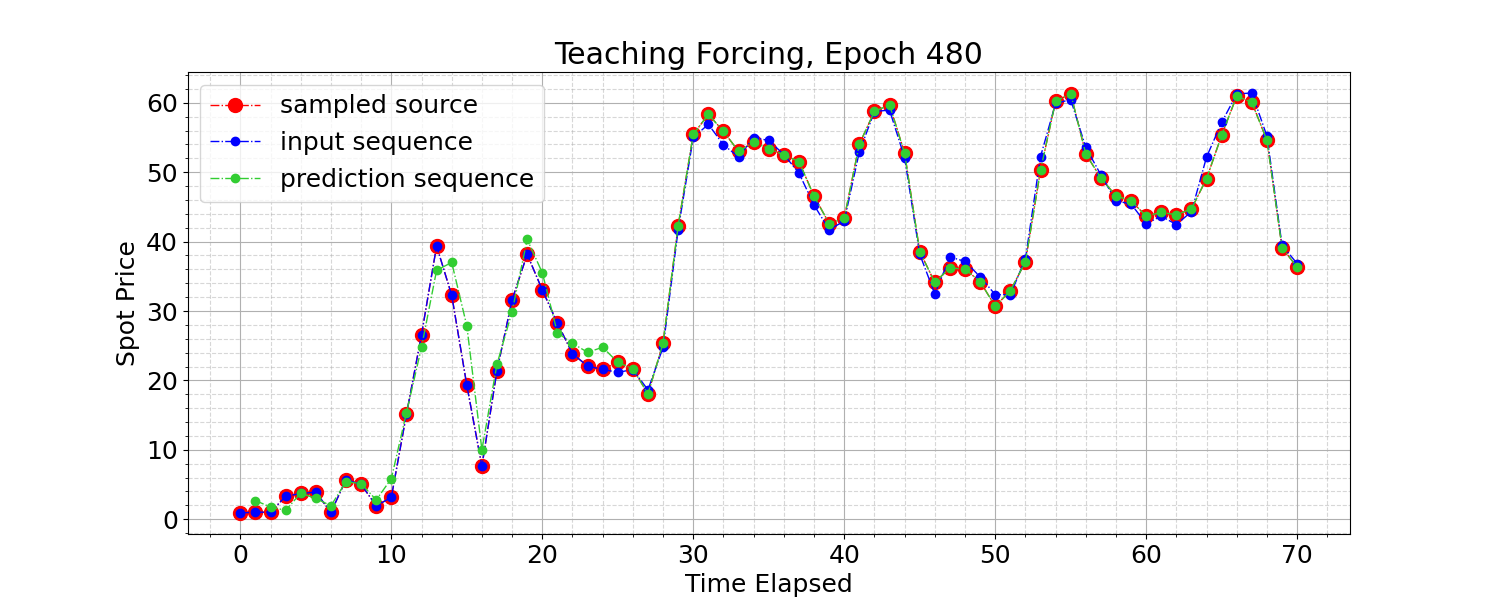 Teaching Forcing, Epoch 480
sampled source
input sequence
prediction sequence
Spot Price
60
50
40
30
20
10
0
0 10 20 30 40 50 60 70
Time Elapsed